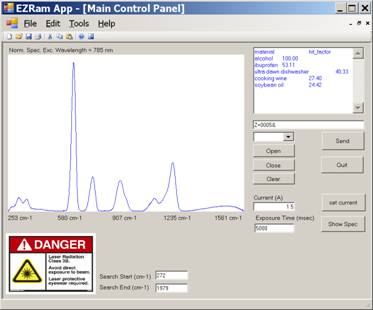 EZRam App - [Main Control Panel]
File Edit Tools Help
Norm. Spec. Exc. Wavelength = 785 nm
material hit_factor
alcohol 100.00
ibuprofen 53.11
ultra dawn dishwasher 40.33
cooking wine 27.40
soybean oil 24.42
Z=00056,
Send
Open
Close
Quit
Clear
253 cm-1 580 cm-1 907 cm-1 1235 cm-1 1561 cm-1
Current (A)
1.5
set current
Exposure Time (msec)
5000
Show Spec
DANGER
Laser Radiation
Class 3B.
Avoid direct
exposure to beam.
Laser protective
eyewear required.
Search Start (cm-1) 272
Search End (cm-1) 1979